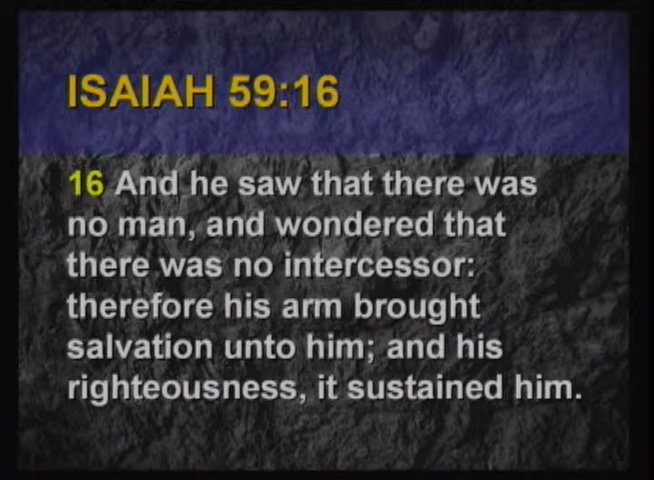 ISAIAH 59:16
16 And he saw that there was
no man, and wondered that
there was no intercessor:
therefore his arm brought
salvation unto him; and his
righteousness, it sustained him.